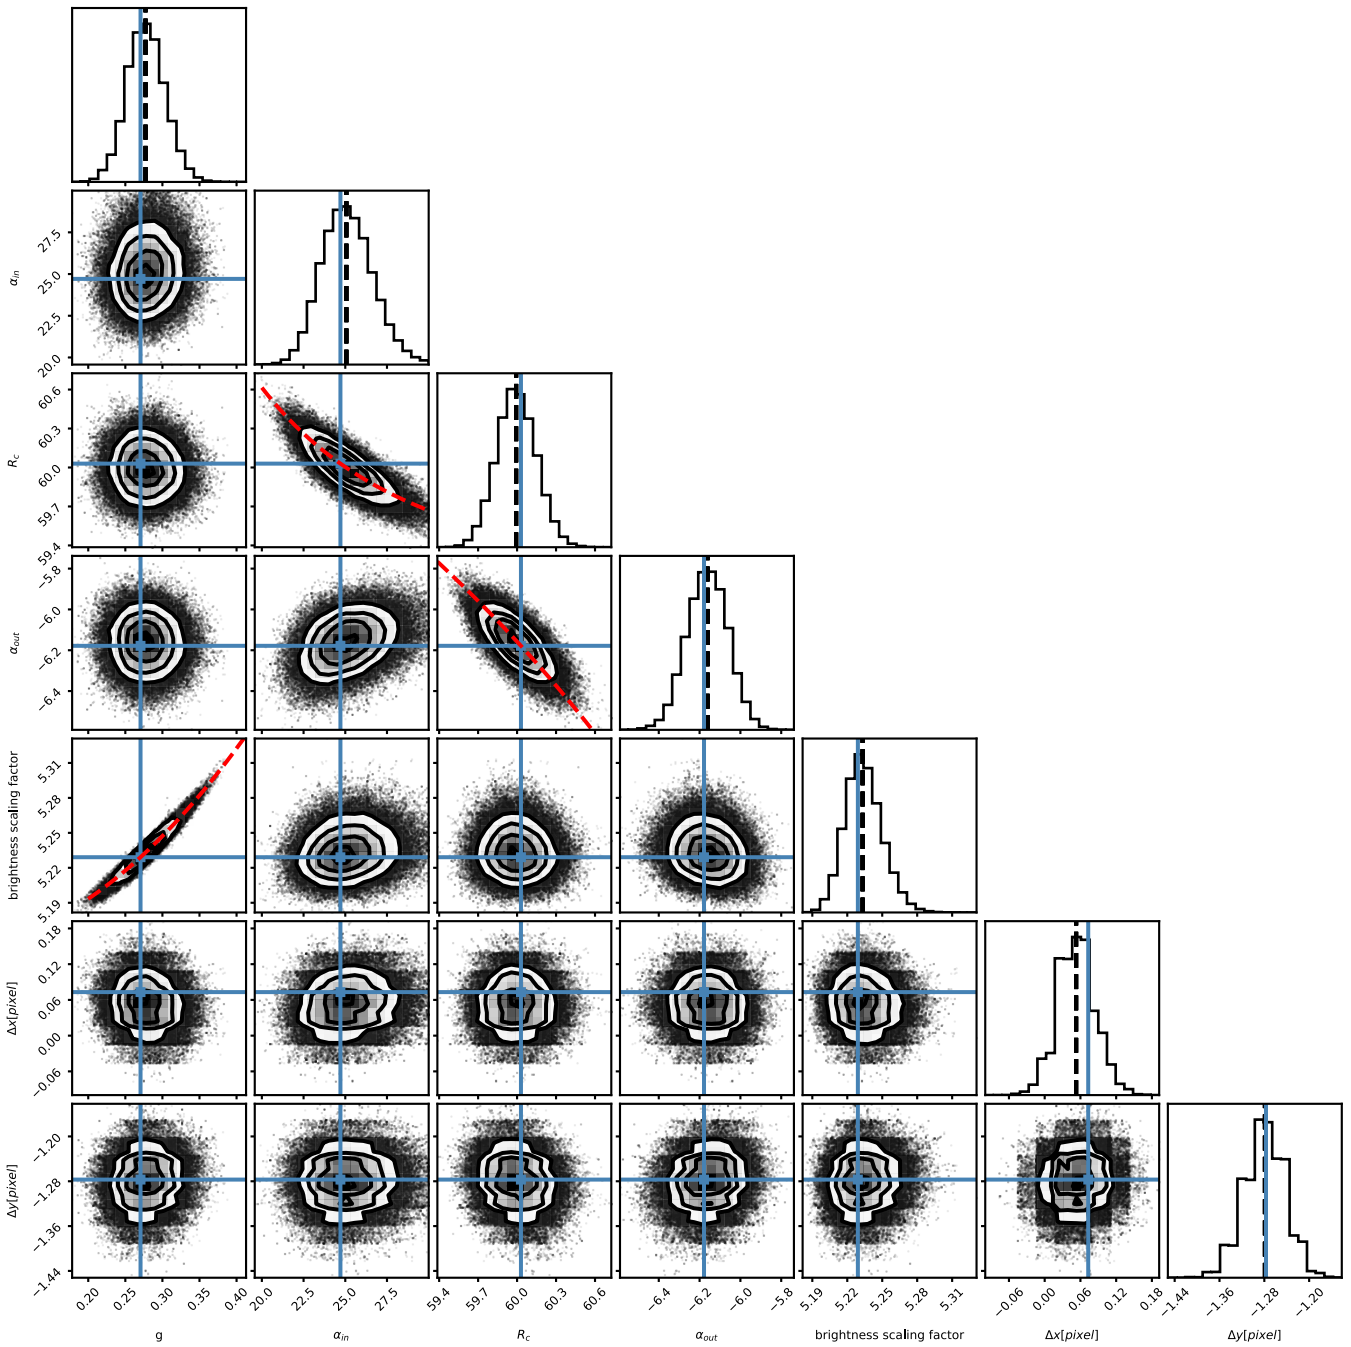 27.5
25.0
22.5
20.0
α_in
60.6
60.3
60.0
59.7
59.4
R_c
−5.8
−6.0
−6.2
−6.4
α_out
5.31
5.28
5.25
5.22
5.19
brightness scaling factor
0.18
0.12
0.06
0.00
−0.06
Δx[pixel]
−1.20
−1.28
−1.36
−1.44
Δy[pixel]
0.20 0.25 0.30 0.35 0.40
20.0 22.5 25.0 27.5
59.4 59.7 60.0 60.3 60.6
−6.4 −6.2 −6.0 −5.8
5.19 5.22 5.25 5.28 5.31
−0.06 0.00 0.06 0.12 0.18
−1.44 −1.36 −1.28 −1.20
g α_in R_c α_out brightness scaling factor Δx[pixel] Δy[pixel]